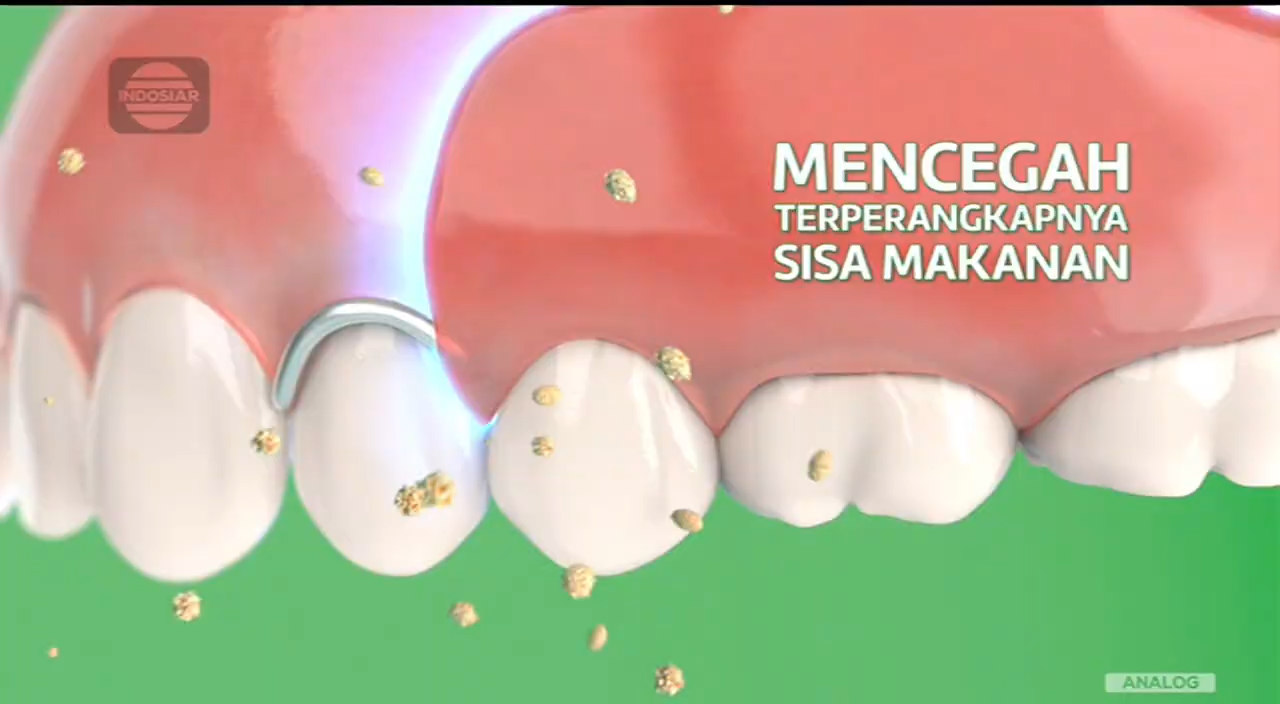 INDOSIAR
MENCEGAH
TERPERANGKAPNYA
SISA MAKANAN
ANALOG